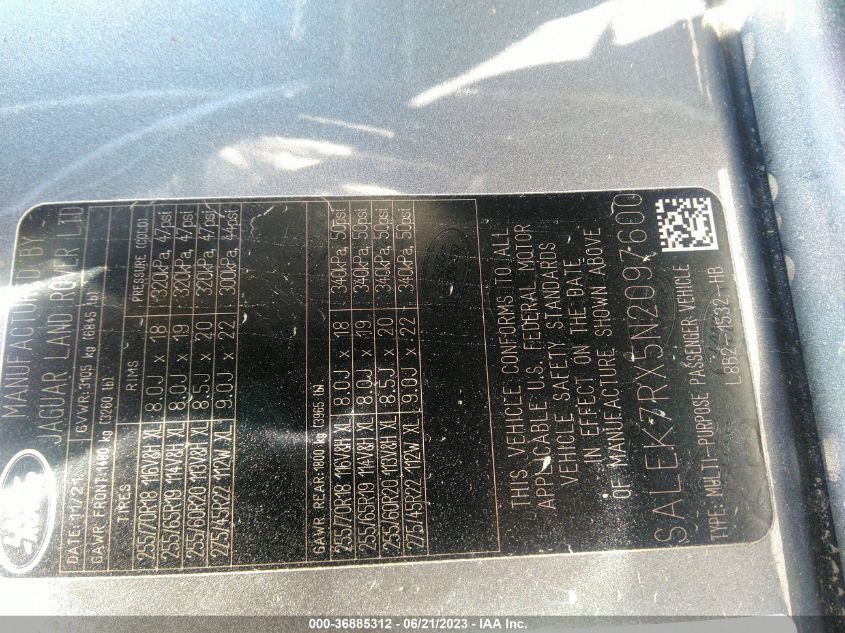 MANUFACTURED BY
JAGUAR LAND ROVER LTD
DATE: 11/21 GVWR: 3105 kg (6845 lb)
GAWR FRONT: 1480 kg (3260 lb)
TIRES RIMS PRESSURE (COLD)
255/70R18 116V&H XL 8.0J x 18 320kPa, 47psi
255/65R19 114V&H XL 8.0J x 19 320kPa, 47psi
255/60R20 113V&H XL 8.5J x 20 320kPa, 47psi
275/45R22 112W XL 9.0J x 22 300kPa, 44psi
GAWR REAR: 1800 kg (3965 lb)
255/70R18 116V&H XL 8.0J x 18 340kPa, 50psi
255/65R19 114V&H XL 8.0J x 19 340kPa, 50psi
255/60R20 113V&H XL 8.5J x 20 340kPa, 50psi
275/45R22 112W XL 9.0J x 22 340kPa, 50psi
THIS VEHICLE CONFORMS TO ALL
APPLICABLE U.S. FEDERAL MOTOR
VEHICLE SAFETY STANDARDS
IN EFFECT ON THE DATE
OF MANUFACTURE SHOWN ABOVE
SALEK7RX5N2097600
TYPE: MULTI-PURPOSE PASSENGER VEHICLE
L8B2-1532-HB
000-36885312 - 06/21/2023 - IAA Inc.